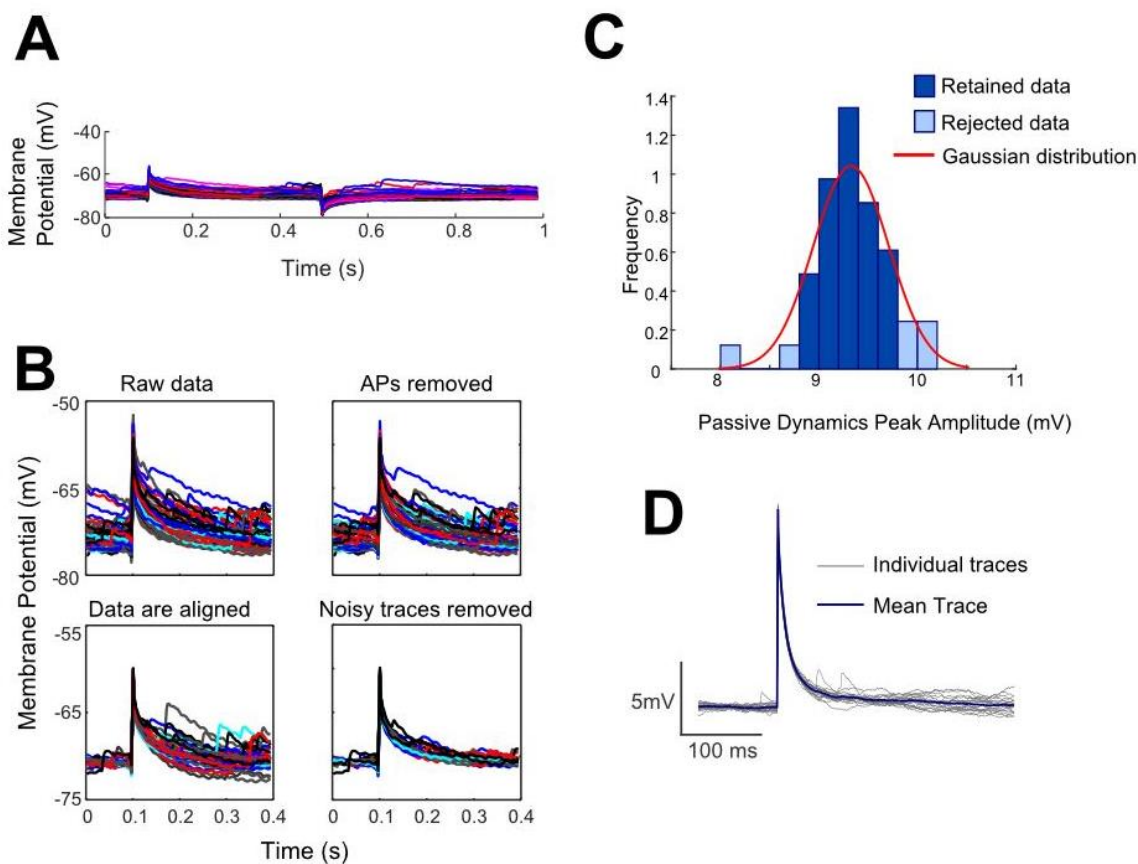 A
Membrane
Potential (mV)
-40
-60
-80
0
0.2
0.4
0.6
0.8
1
Time (s)
B
Raw data
APs removed
-50
-65
-80
Data are aligned
Noisy traces removed
-55
-65
-75
0
0.1
0.2
0.3
0.4
0
0.1
0.2
0.3
0.4
Membrane Potential (mV)
Time (s)
C
Retained data
Rejected data
Gaussian distribution
Frequency
1.4
1.2
1
0.8
0.6
0.4
0.2
0
8
9
10
11
Passive Dynamics Peak Amplitude (mV)
D
Individual traces
Mean Trace
5mV
100 ms